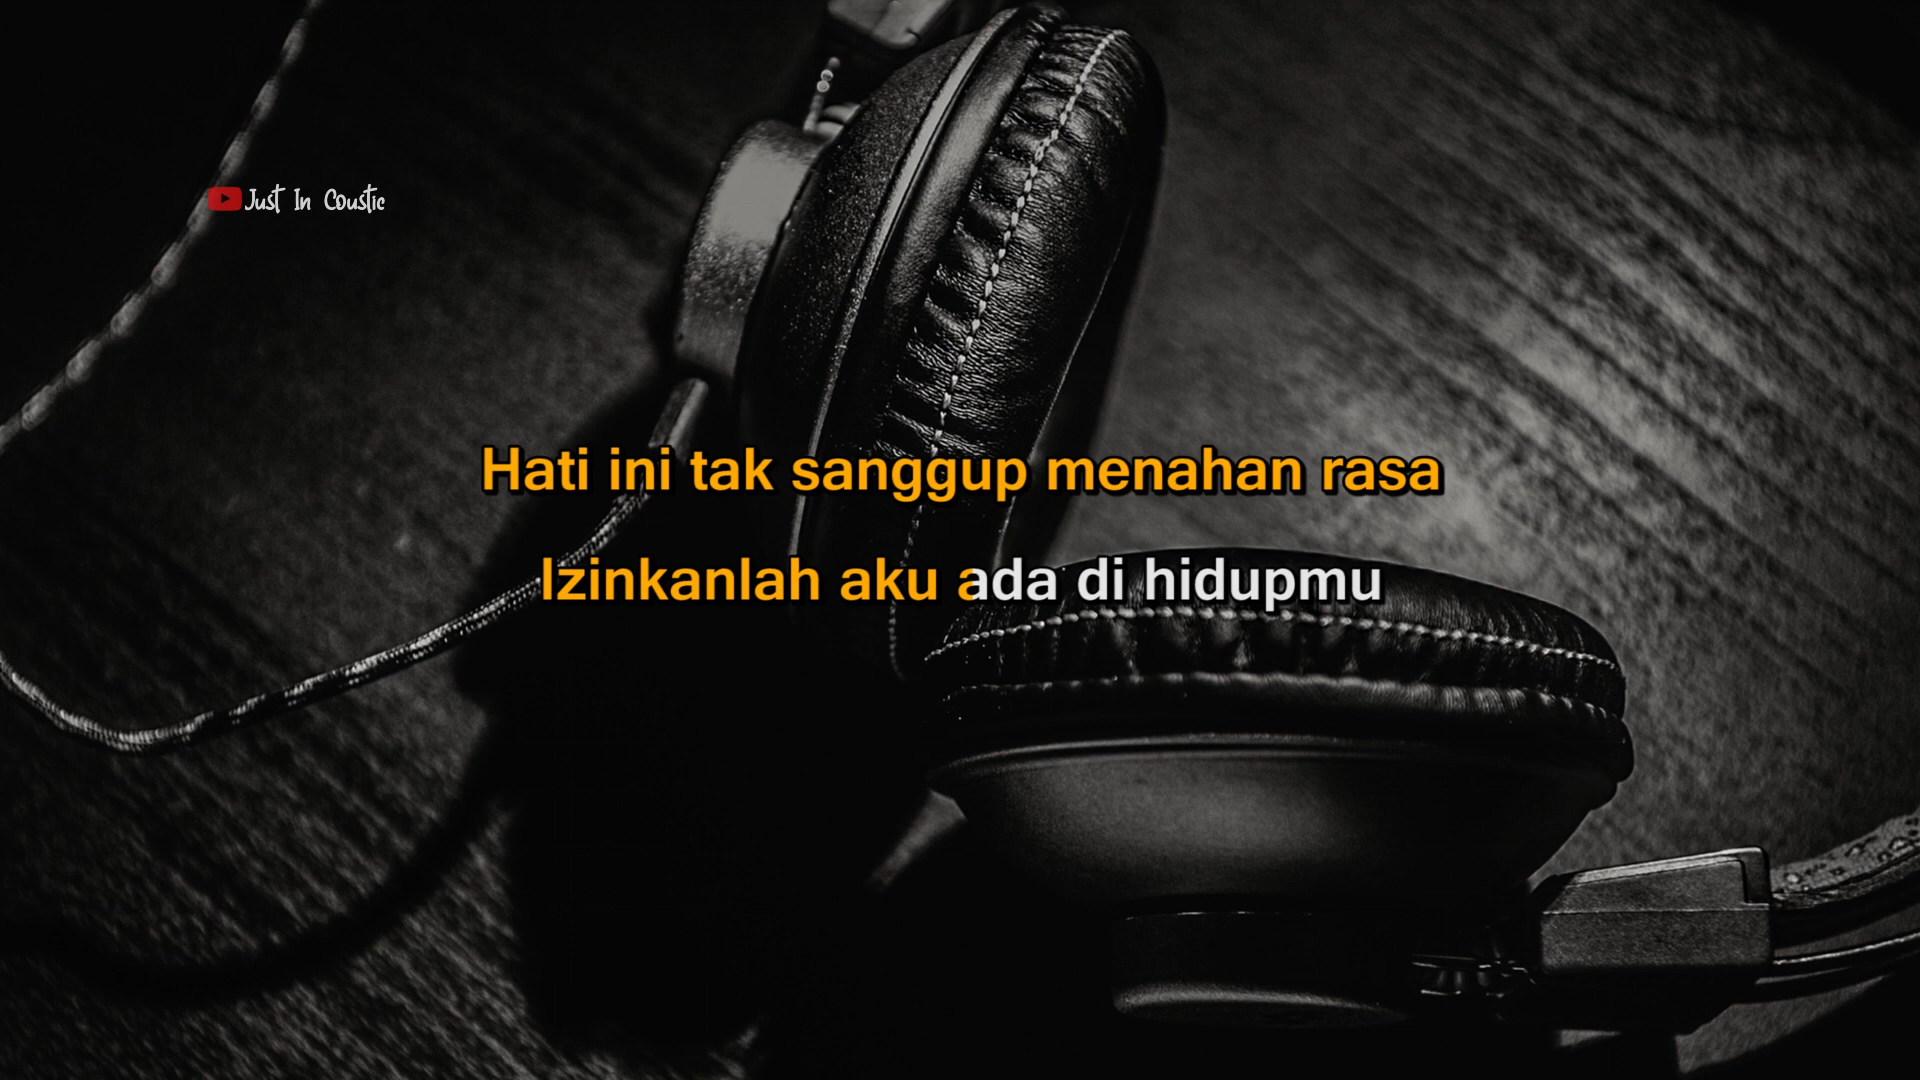 Just In Coustic
Hati ini tak sanggup menahan rasa
Izinkanlah aku ada di hidupmu